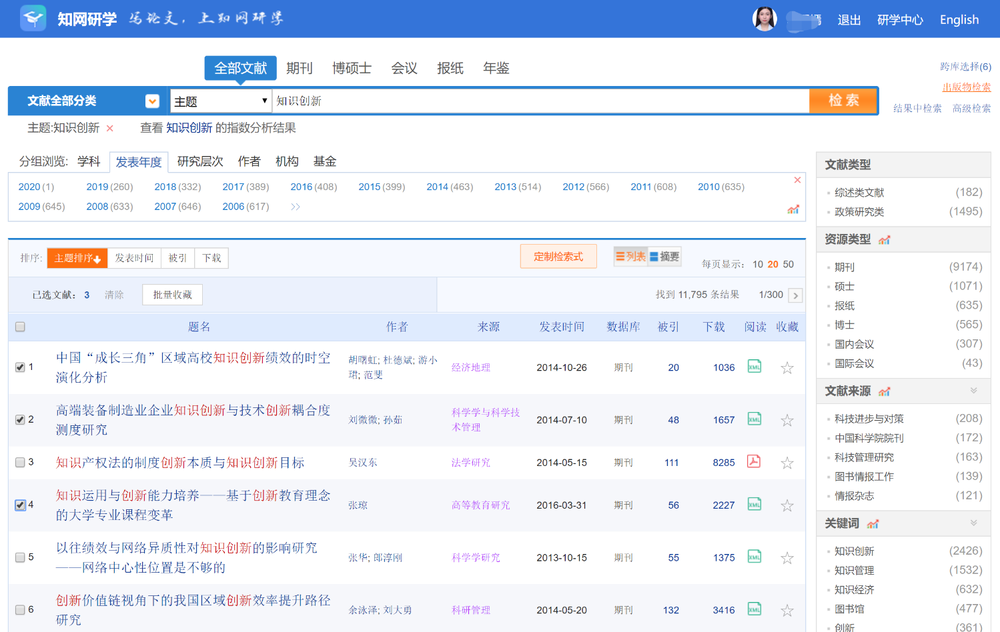 知网研学 写论文，上知网研学
嫣 退出 研学中心 English
全部文献 期刊 博硕士 会议 报纸 年鉴
跨库选择(6)
出版物检索
文献全部分类 主题 知识创新 检索
结果中检索 高级检索
主题:知识创新 × 查看 知识创新 的指数分析结果
分组浏览: 学科 发表年度 研究层次 作者 机构 基金
2020 (1) 2019 (260) 2018 (332) 2017 (389) 2016 (408) 2015 (399) 2014 (463) 2013 (514) 2012 (566) 2011 (608) 2010 (635)
2009 (645) 2008 (633) 2007 (646) 2006 (617) >>
排序: 主题排序 发表时间 被引 下载 定制检索式 列表 摘要 每页显示: 10 20 50
已选文献: 3 清除 批量收藏 找到 11,795 条结果 1/300 >
题名 作者 来源 发表时间 数据库 被引 下载 阅读 收藏
1 中国“成长三角”区域高校知识创新绩效的时空 胡曙虹; 杜德斌; 游小 经济地理 2014-10-26 期刊 20 1036 XML
演化分析 珺; 范斐
2 高端装备制造业企业知识创新与技术创新耦合度 刘微微; 孙茹 科学学与科学技 2014-07-10 期刊 48 1657 XML
测度研究 术管理
3 知识产权法的制度创新本质与知识创新目标 吴汉东 法学研究 2014-05-15 期刊 111 8285
4 知识运用与创新能力培养——基于创新教育理念 张琼 高等教育研究 2016-03-31 期刊 56 2227 XML
的大学专业课程变革
5 以往绩效与网络异质性对知识创新的影响研究 张华; 郎淳刚 科学学研究 2013-10-15 期刊 55 1375 XML
——网络中心性位置是不够的
6 创新价值链视角下的我国区域创新效率提升路径 余泳泽; 刘大勇 科研管理 2014-05-20 期刊 132 3416 XML
研究
文献类型
综述类文献 (182)
政策研究类 (1495)
资源类型
期刊 (9174)
硕士 (1071)
报纸 (635)
博士 (565)
国内会议 (307)
国际会议 (43)
文献来源
科技进步与对策 (208)
中国科学院院刊 (172)
科技管理研究 (163)
图书情报工作 (139)
情报杂志 (121)
关键词
知识创新 (2426)
知识管理 (1532)
知识经济 (632)
图书馆 (477)
创新 (361)